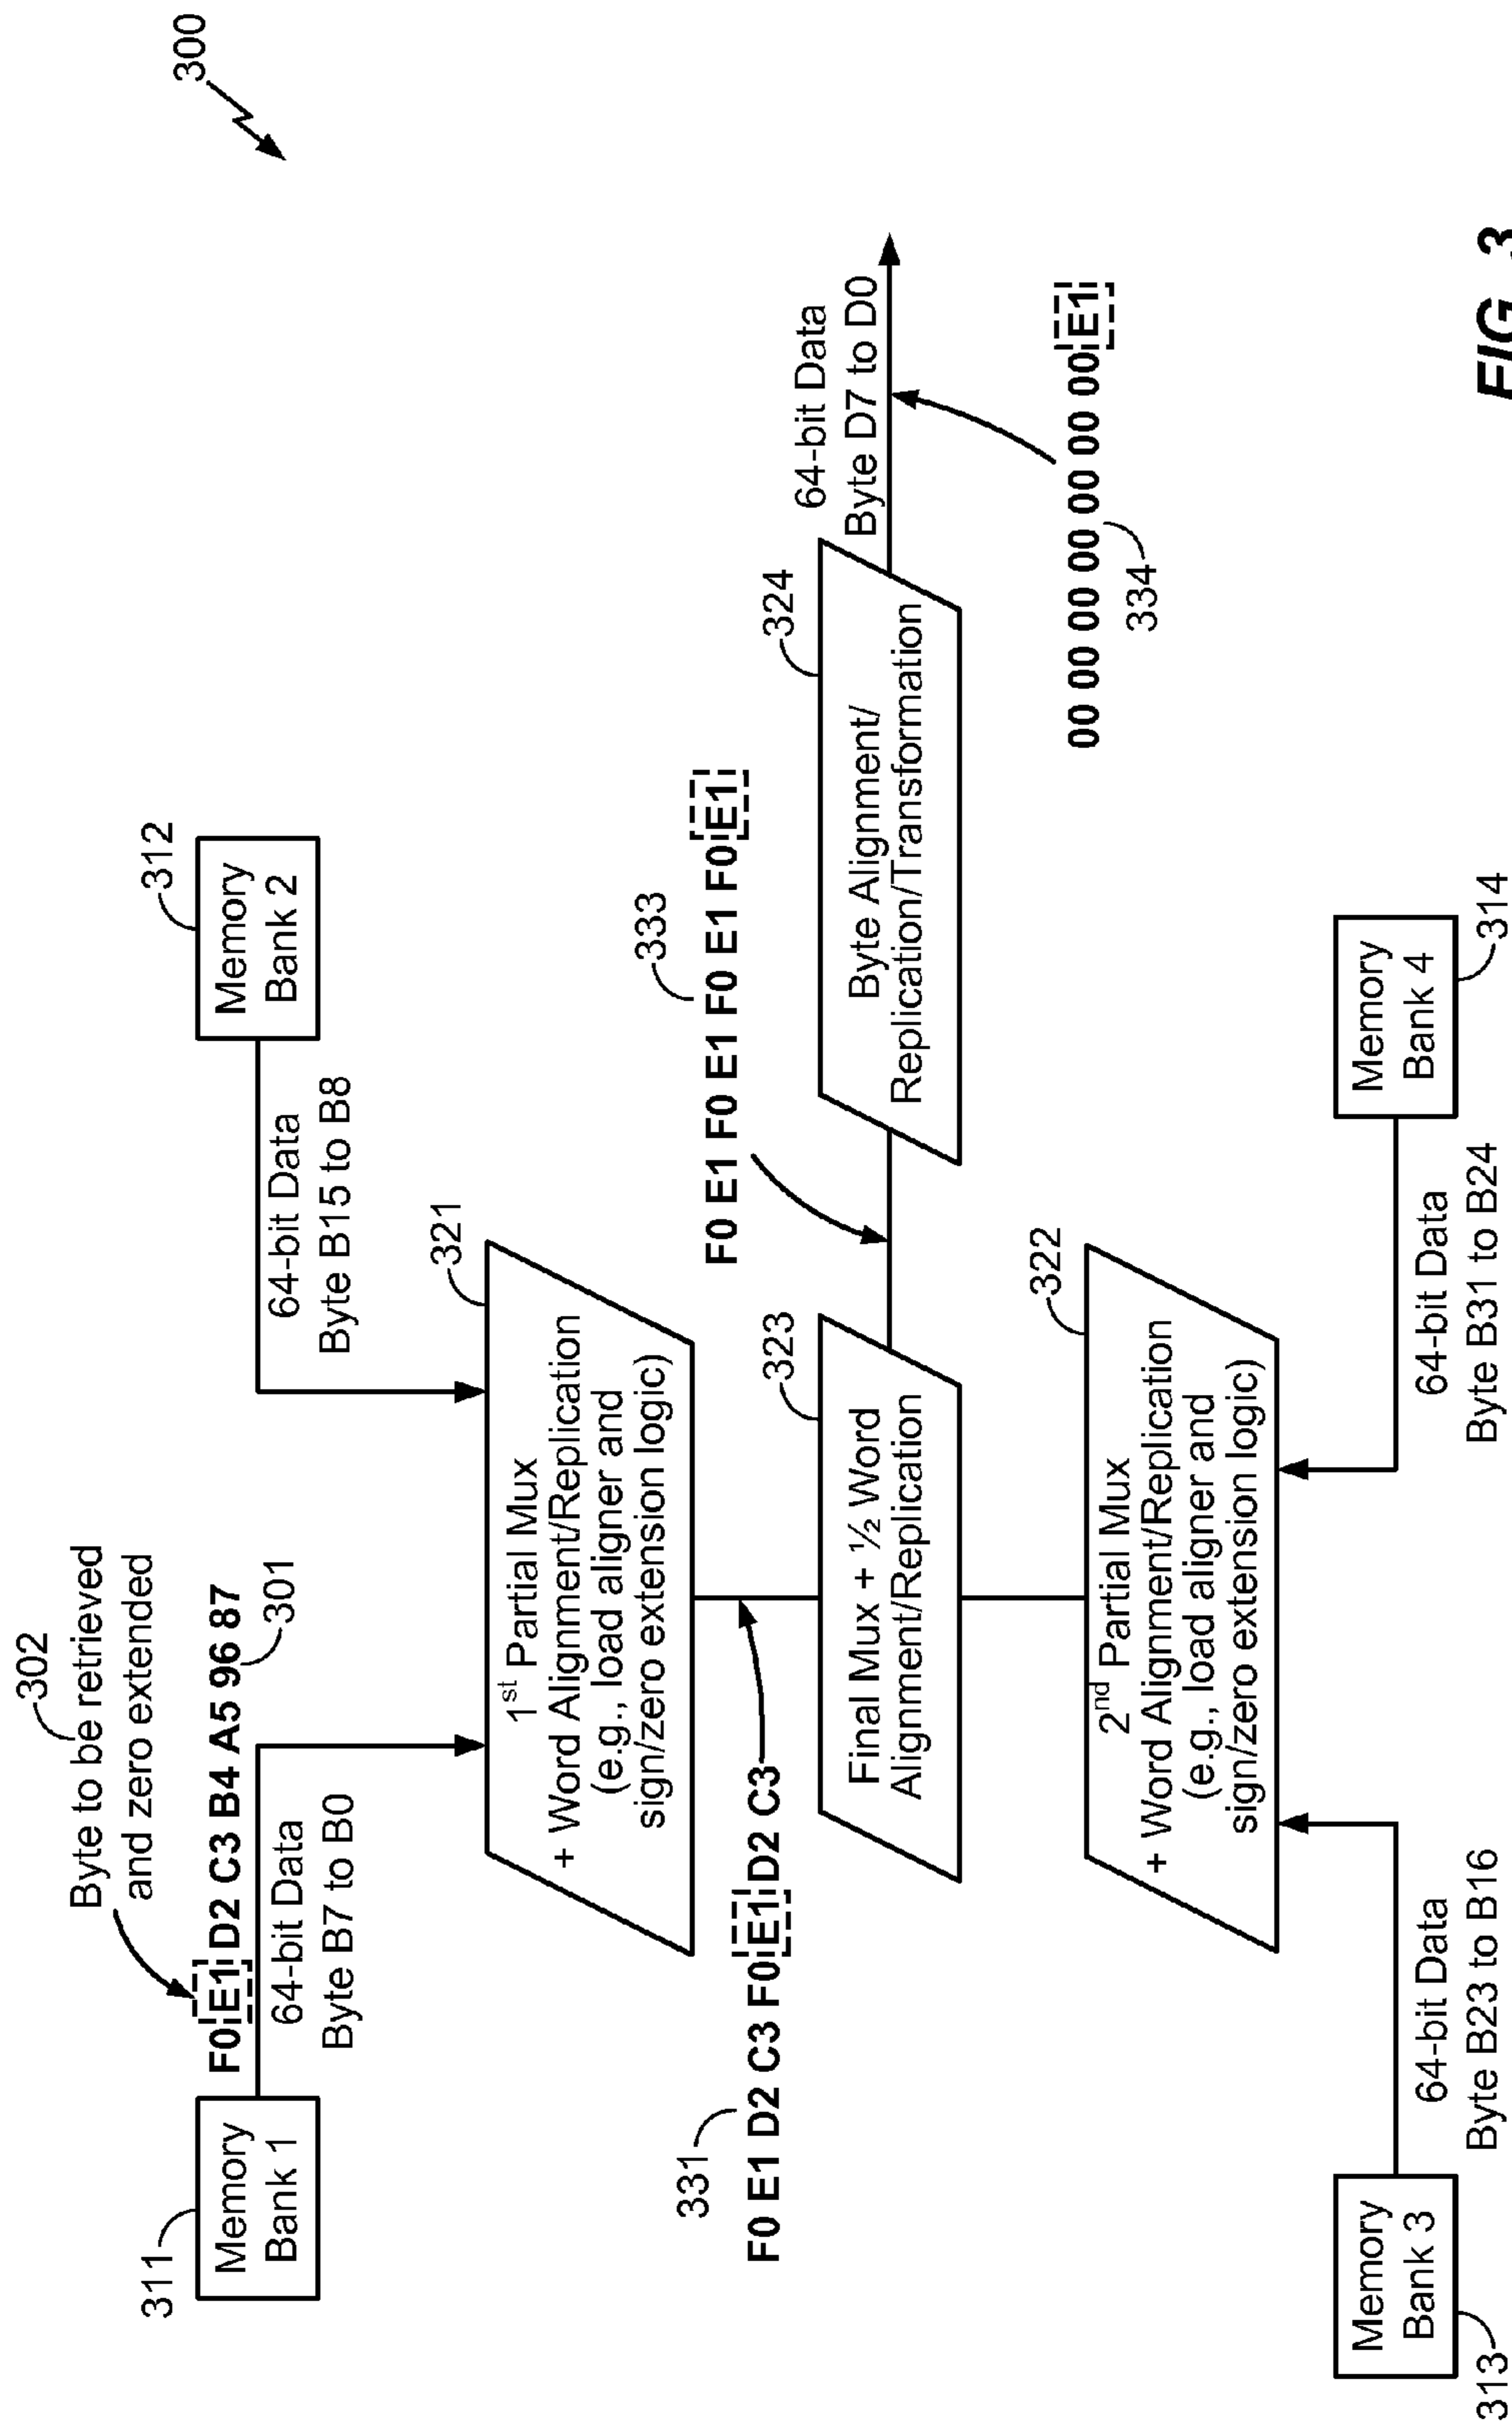 300
302
Byte to be retrieved
and zero extended
F0 E1 D2 C3 B4 A5 96 87
301
311
Memory
Bank 1
64-bit Data
Byte B7 to B0
312
Memory
Bank 2
64-bit Data
Byte B15 to B8
321
1st Partial Mux
+ Word Alignment/Replication
(e.g., load aligner and
sign/zero extension logic)
331
F0 E1 D2 C3 F0 E1 D2 C3
333
F0 E1 F0 E1 F0 E1 F0 E1
323
Final Mux + ½ Word
Alignment/Replication
324
Byte Alignment/
Replication/Transformation
64-bit Data
Byte D7 to D0
00 00 00 00 00 00 00 E1
334
322
2nd Partial Mux
+ Word Alignment/Replication
(e.g., load aligner and
sign/zero extension logic)
Memory
Bank 3
313
64-bit Data
Byte B23 to B16
Memory
Bank 4
314
64-bit Data
Byte B31 to B24
FIG. 3